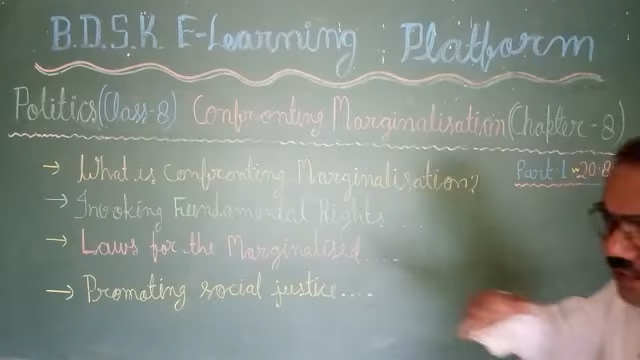 B.D.S.K. E-Learning Platform
Politics (Class-8) Confronting Marginalisation (Chapter-8)
→ What is Confronting Marginalisation?
Part-1 20.8
→ Invoking Fundamental Rights...
→ Laws for the Marginalised....
→ Promoting social justice....